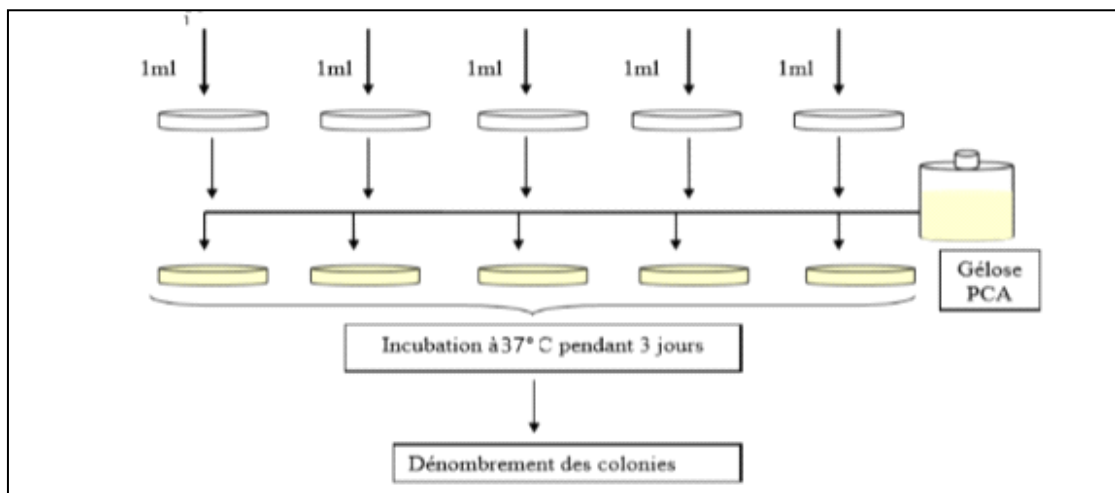 1ml 1ml 1ml 1ml 1ml
Gélose
PCA
Incubation à37° C pendant 3 jours
Dénombrement des colonies